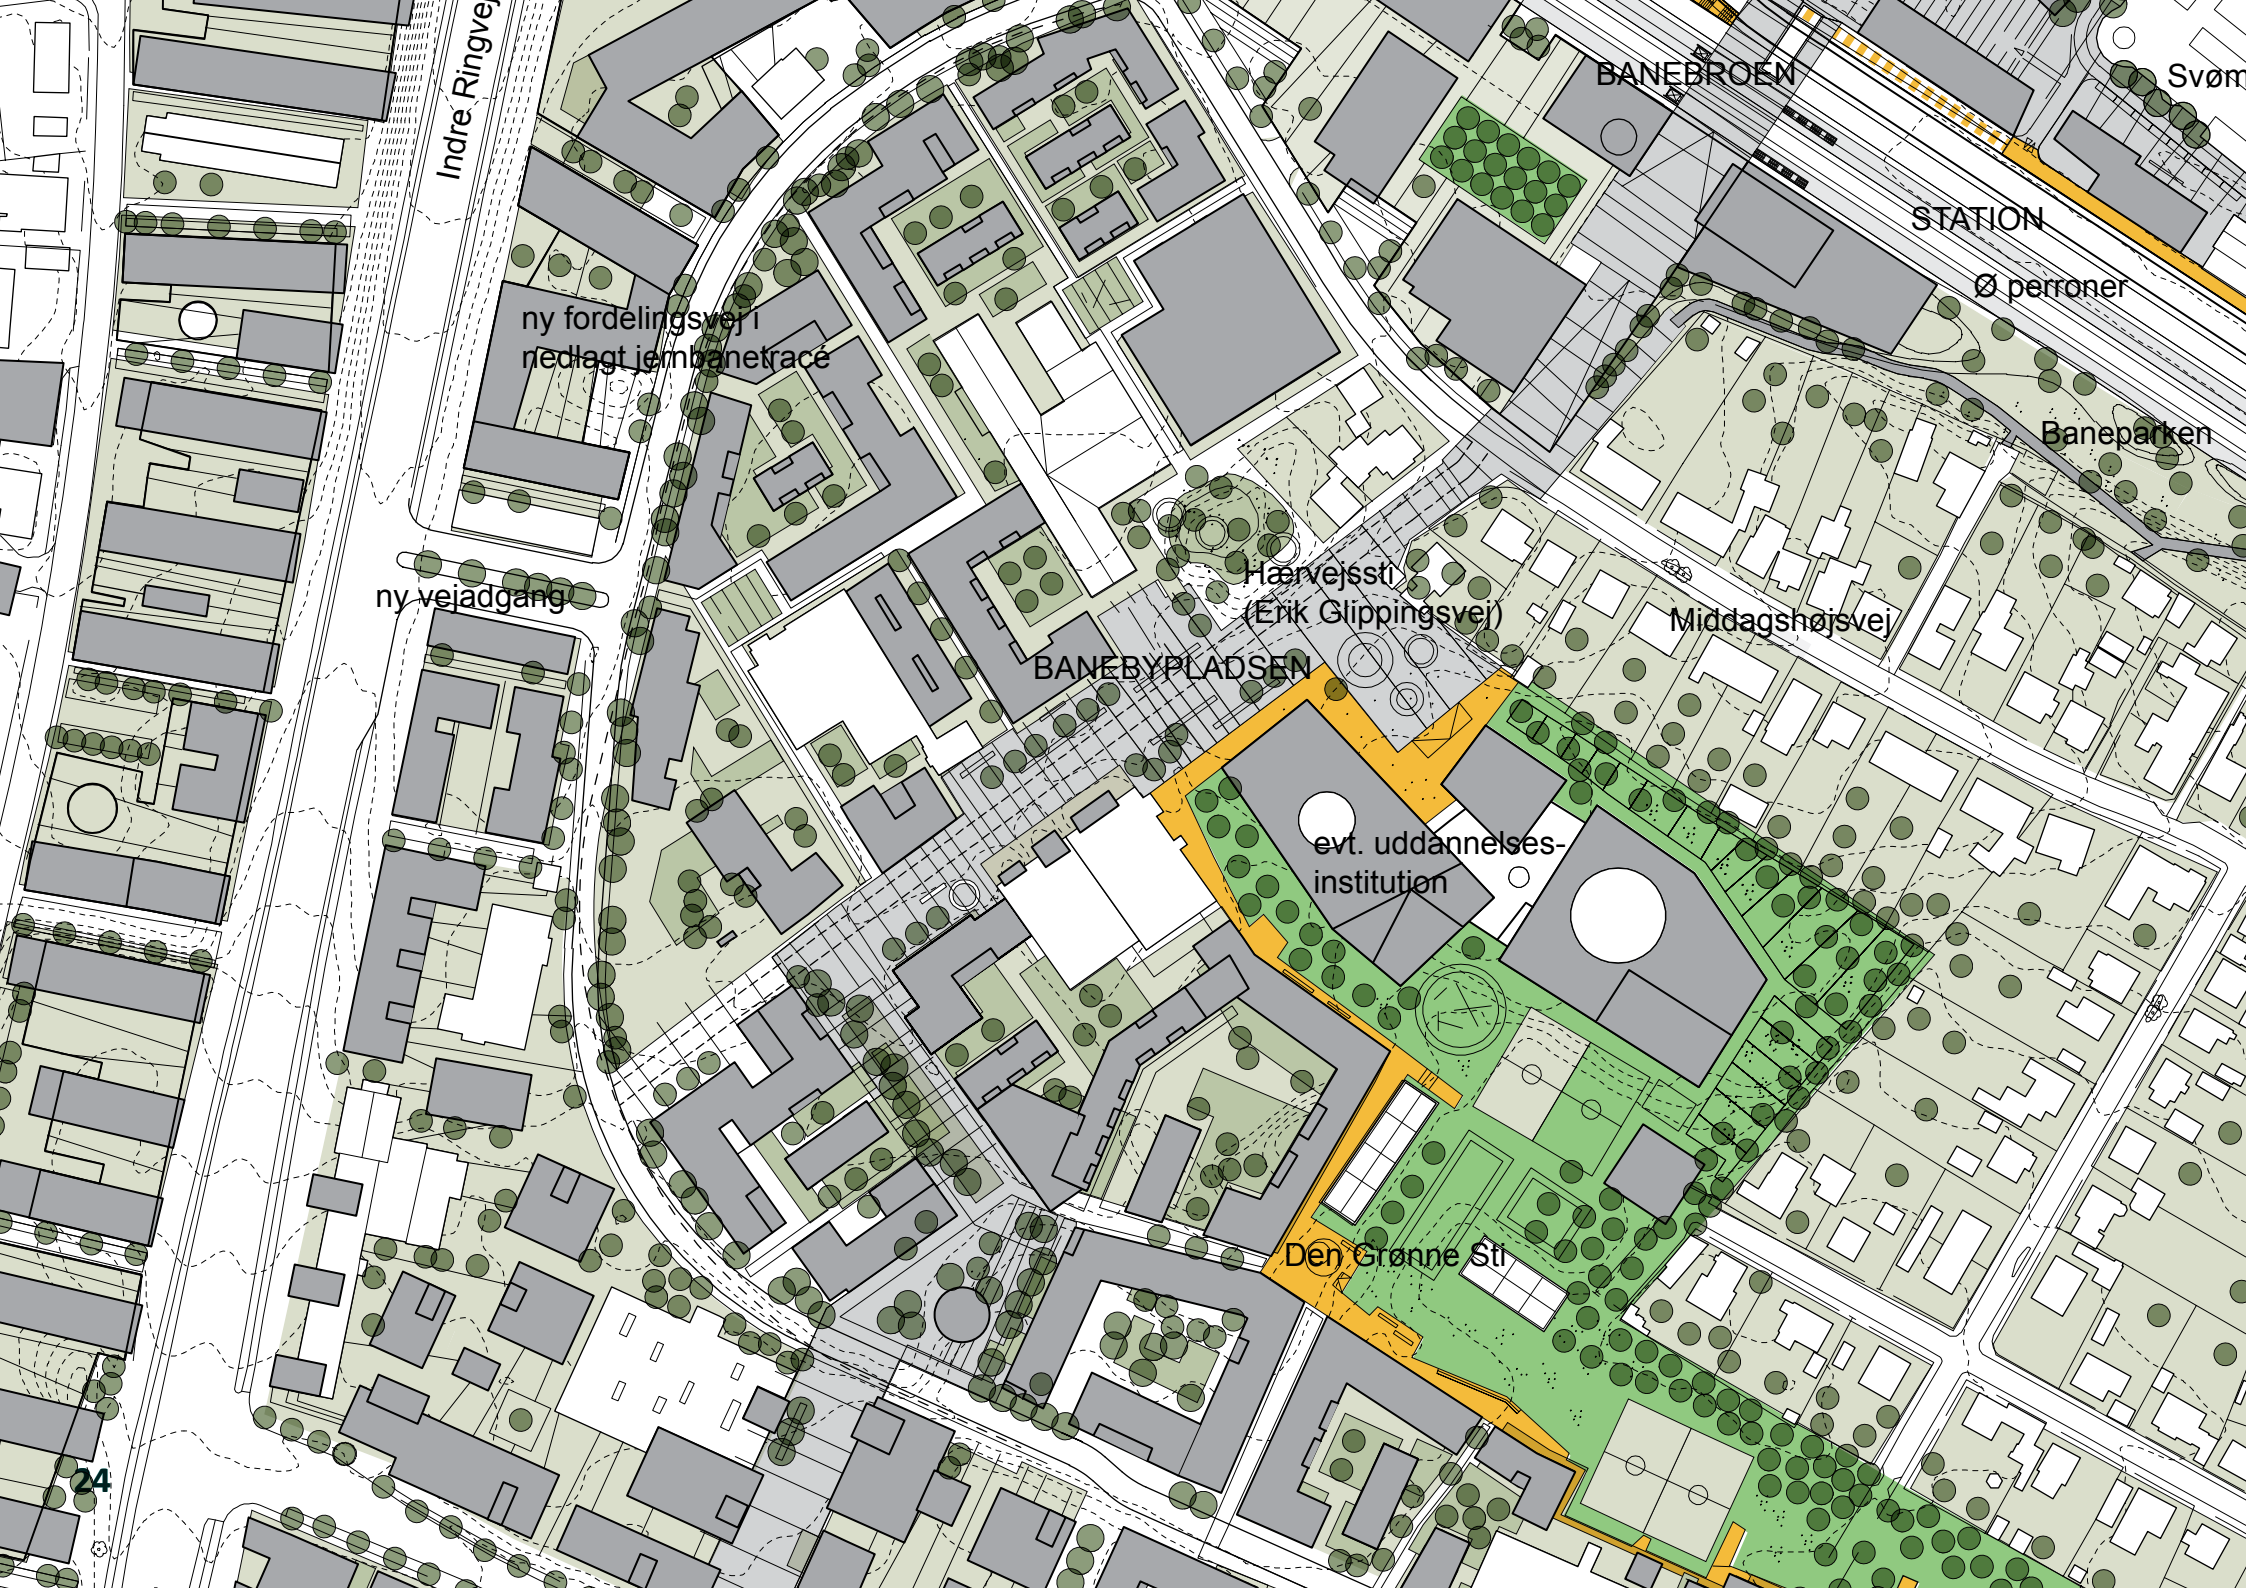 Indre Ringvej
BANEBROEN
Svøm
STATION
Ø perroner
ny fordelingsvej i
nedlagt jernbanetracé
Baneparken
Hærvejssti
(Erik Glippingsvej)
ny vejadgang
Middagshøjsvej
BANEBYPLADSEN
evt. uddannelses-
institution
Den Grønne Sti
24